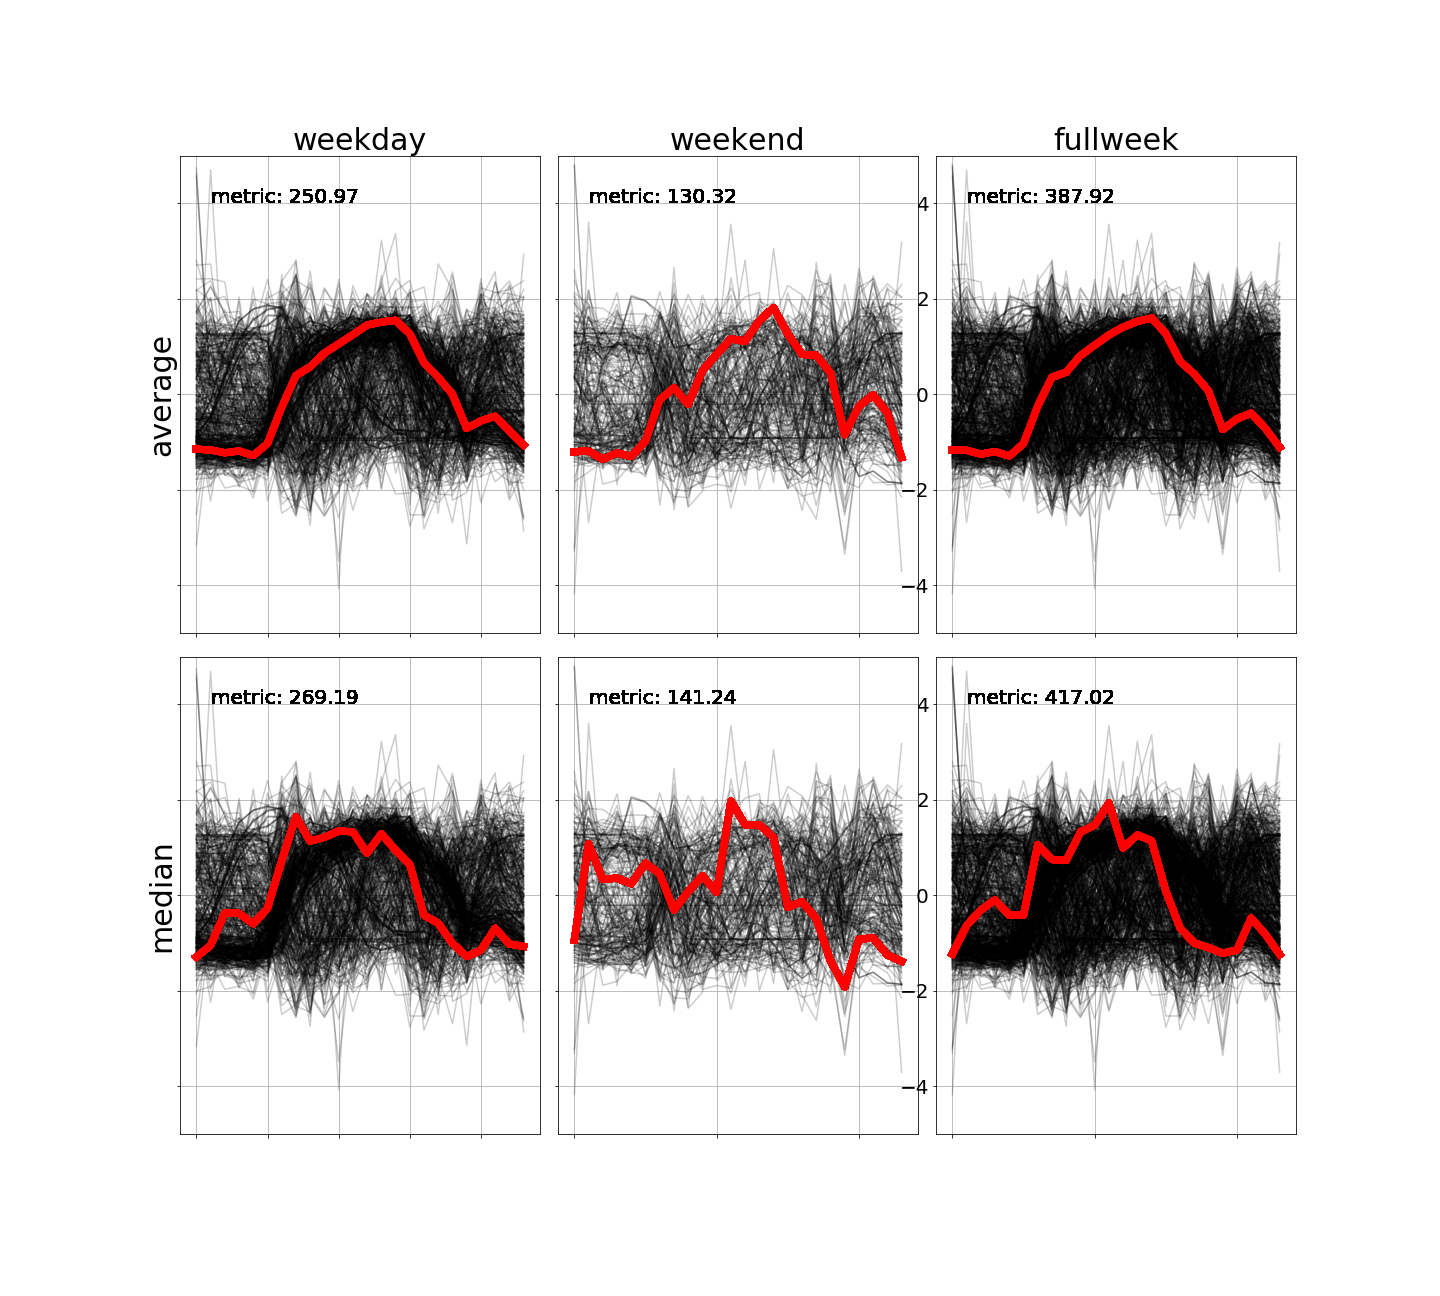 weekday weekend fullweek
metric: 250.97 metric: 130.32 metric: 387.92
4
2
average
0
−2
−4
metric: 269.19 metric: 141.24 metric: 417.02
4
2
median
0
−2
−4